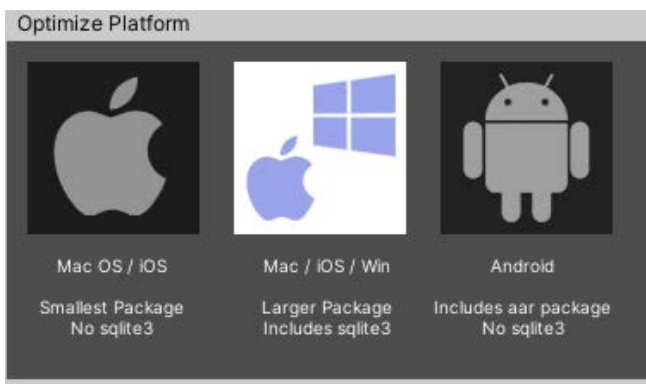 Optimize Platform
Mac OS / iOS
Smallest Package
No sqlite3
Mac / iOS / Win
Larger Package
Includes sqlite3
Android
Includes aar package
No sqlite3